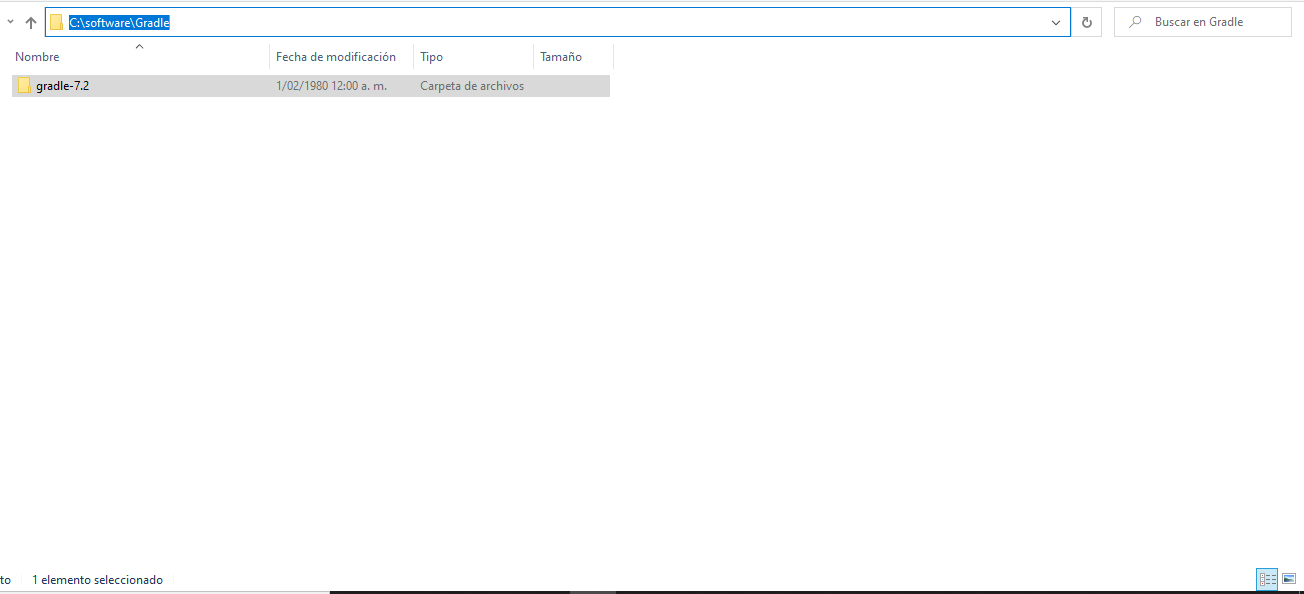 C:\software\Gradle
Buscar en Gradle
Nombre Fecha de modificación Tipo Tamaño
gradle-7.2 1/02/1980 12:00 a. m. Carpeta de archivos
to 1 elemento seleccionado